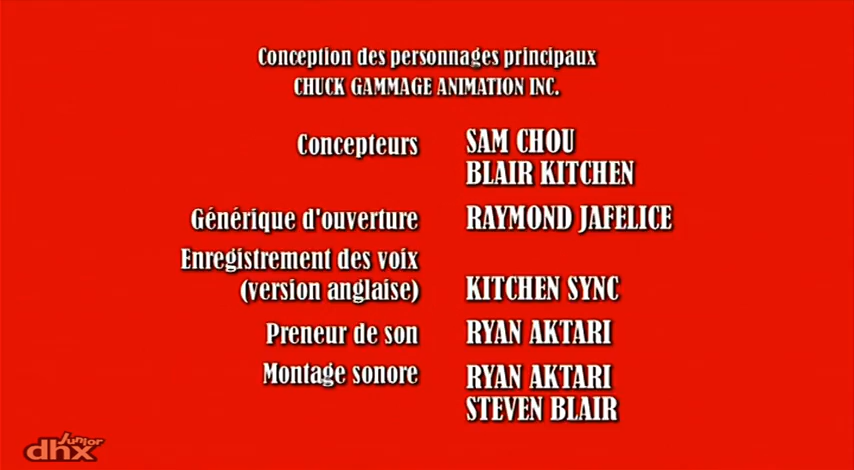 Conception des personnages principaux
CHUCK GAMMAGE ANIMATION INC.
Concepteurs SAM CHOU
BLAIR KITCHEN
Générique d'ouverture RAYMOND JAFELICE
Enregistrement des voix
(version anglaise) KITCHEN SYNC
Preneur de son RYAN AKTARI
Montage sonore RYAN AKTARI
STEVEN BLAIR
Junior
dhx